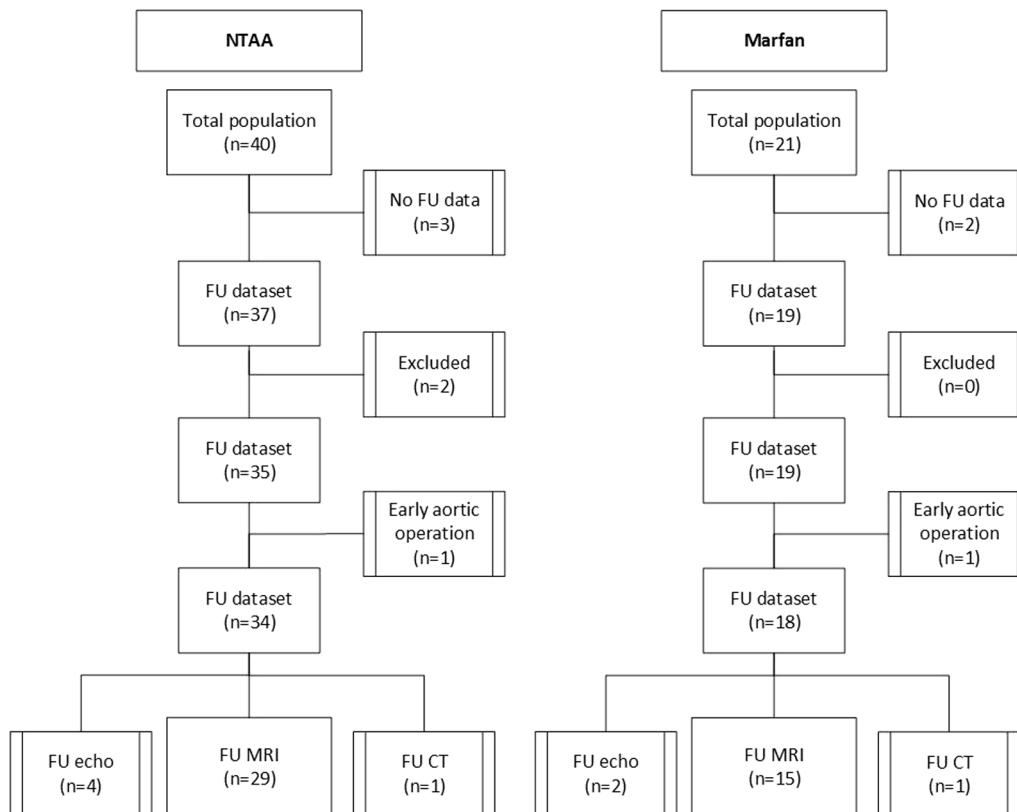 NTAA
Total population
(n=40)
No FU data
(n=3)
FU dataset
(n=37)
Excluded
(n=2)
FU dataset
(n=35)
Early aortic
operation
(n=1)
FU dataset
(n=34)
FU echo
(n=4)
FU MRI
(n=29)
FU CT
(n=1)
Marfan
Total population
(n=21)
No FU data
(n=2)
FU dataset
(n=19)
Excluded
(n=0)
FU dataset
(n=19)
Early aortic
operation
(n=1)
FU dataset
(n=18)
FU echo
(n=2)
FU MRI
(n=15)
FU CT
(n=1)